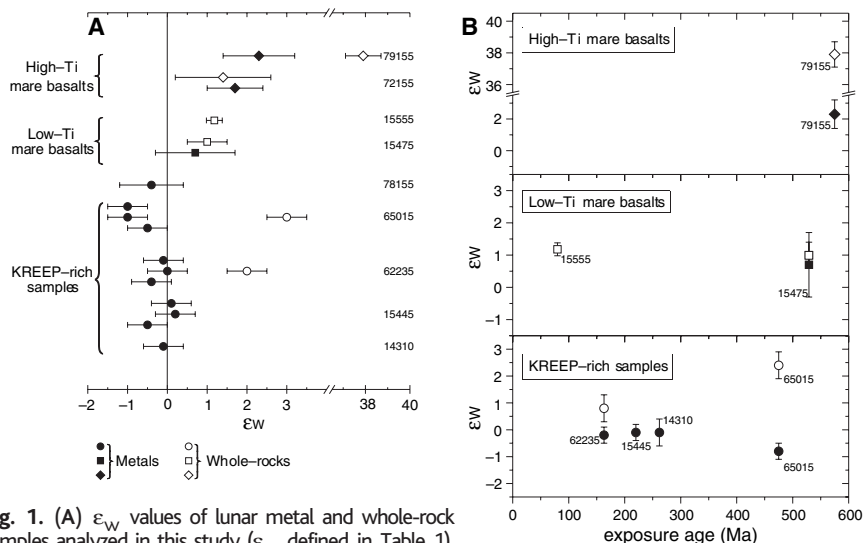 A
High–Ti
mare basalts
Low–Ti
mare basalts
KREEP–rich
samples
79155
72155
15555
15475
78155
65015
62235
15445
14310
−2 −1 0 1 2 3 38 40
εw
Metals
Whole–rocks
B
High–Ti mare basalts
40
38
36
2
0
εw
79155
79155
Low–Ti mare basalts
3
2
1
0
−1
εw
15555
15475
KREEP–rich samples
3
2
1
0
−1
−2
εw
62235
15445
14310
65015
65015
0 100 200 300 400 500 600
exposure age (Ma)
g. 1. (A) εW values of lunar metal and whole-rock
mples analyzed in this study (ε defined in Table 1).